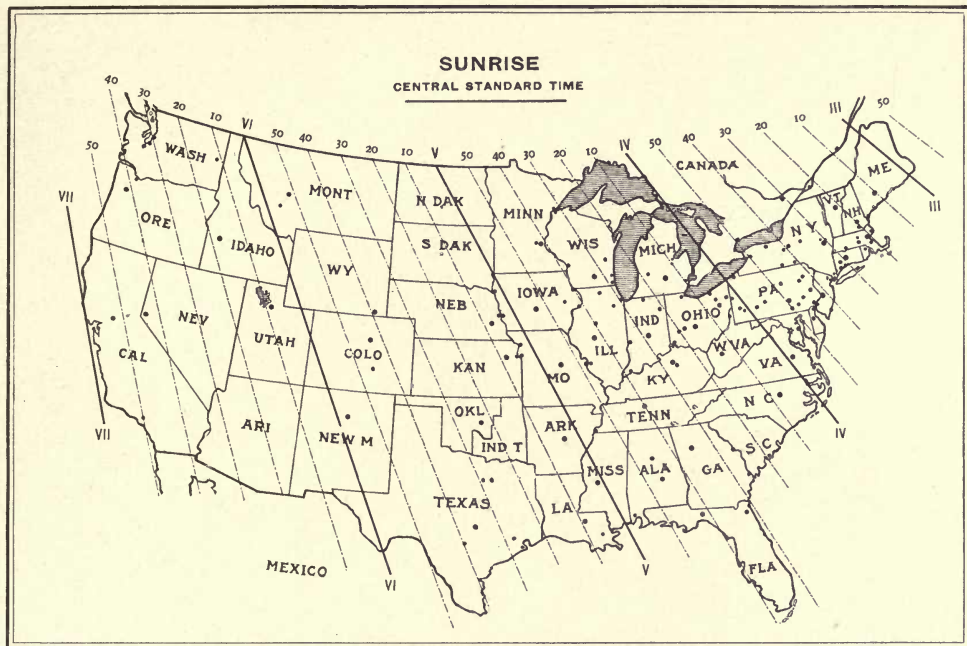 SUNRISE
CENTRAL STANDARD TIME
40 30 20 10 VI 50 40 30 20 10 V 50 40 30 20 10 IV 50 40 30 20 10 III 50
50
VII
WASH
MONT
N DAK
MINN
CANADA
ME
III
ORE
IDAHO
S DAK
WIS
MICH
N Y
VT
NH
WY
NEB
IOWA
PA
NEV
UTAH
COLO
KAN
ILL
IND
OHIO
W VA
VA
CAL
MO
KY
VII
ARI
NEW M
OKL
IND T
ARK
TENN
N C
IV
S C
TEXAS
LA
MISS
ALA
GA
MEXICO
VI
V
FLA